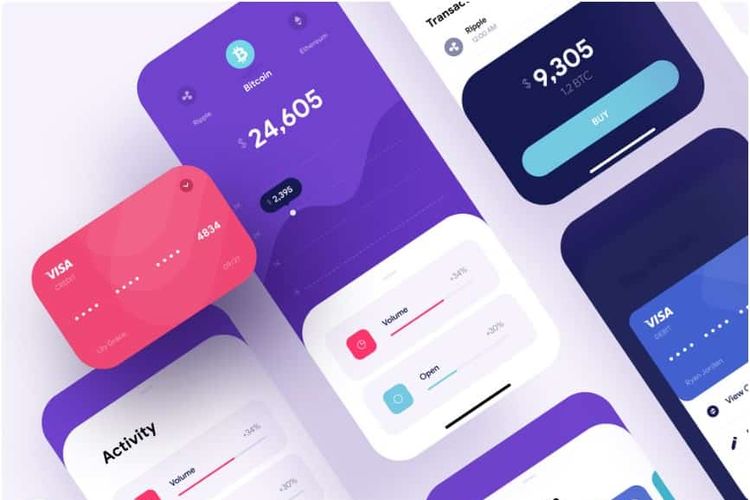 Ripple
Bitcoin
Ethereum
$ 24,605
$ 2,395
Volume
+34%
Open
+30%
VISA
CREDIT
4834
09/21
Lily Grace
Activity
Volume
+34%
+30%
Transac
Ripple
12:00 AM
$ 9,305
1.2 BTC
BUY
VISA
DEBIT
Ryan Jordan
View C